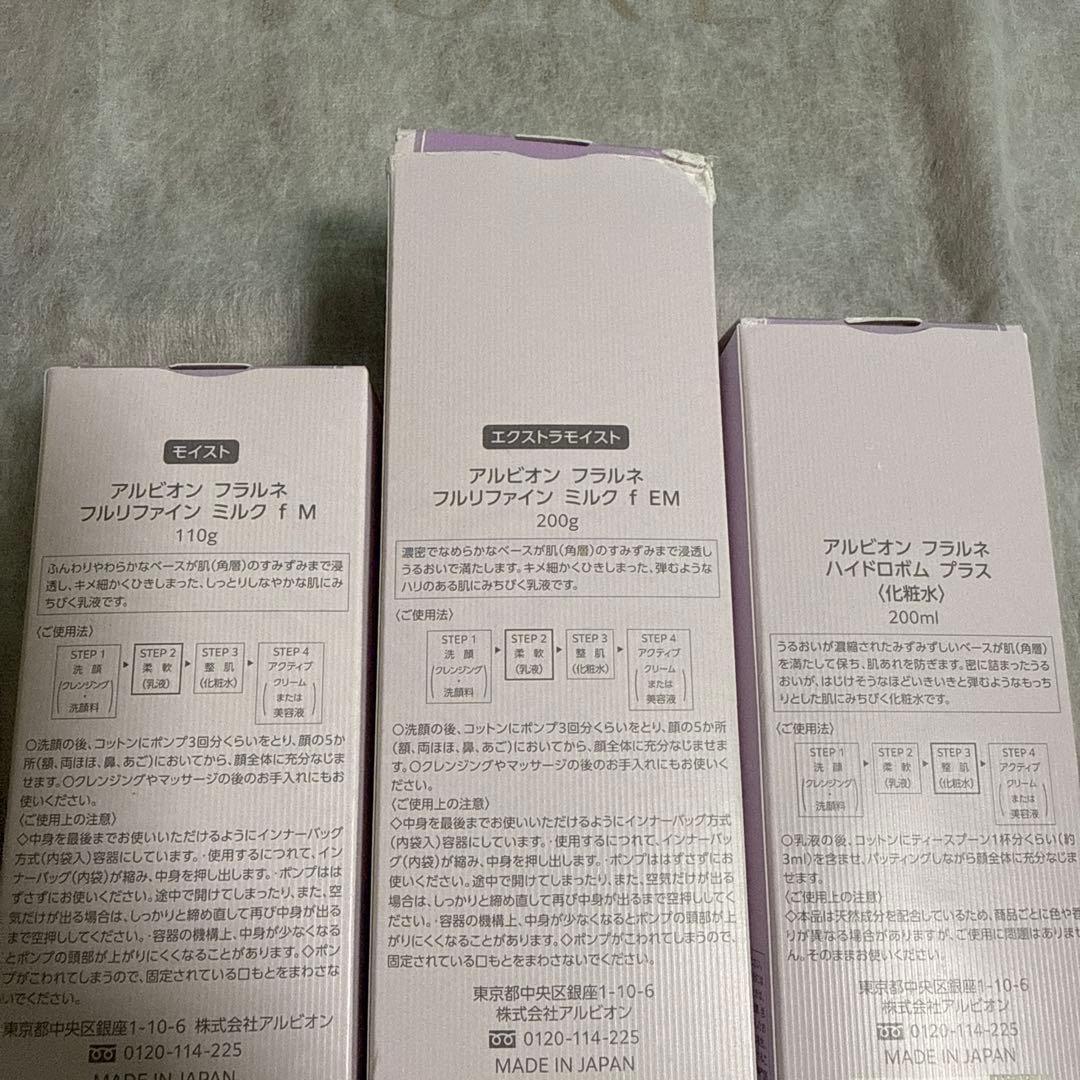 モイスト
アルビオン フラルネ
フルリファイン ミルク f M
110g
ふんわりやわらかなベースが肌(角層)のすみずみまで浸
透し、キメ細かくひきしまった、しっとりしなやかな肌にみ
ちびく乳液です。
〈ご使用法〉
STEP 1
洗顔
(クレンジング・洗顔料)
STEP 2
柔軟
(乳液)
STEP 3
整肌
(化粧水)
STEP 4
アクティブ
(クリームまたは美容液)
○洗顔の後、コットンにポンプ3回分くらいをとり、顔の5か
所(額、両ほほ、鼻、あご)においてから、顔全体に充分なじま
せます。○クレンジングやマッサージの後のお手入れにもお
使いください。
〈ご使用上の注意〉
◇中身を最後までお使いいただけるようにインナーバッグ
方式(内袋入)容器にしています。・使用するにつれて、イン
ナーバッグ(内袋)が縮み、中身を押し出します。・ポンプはは
ずさずにお使いください。途中で開けてしまったり、また、空
気だけが出る場合は、しっかりと締め直して再び中身が出る
まで空押ししてください。・容器の機構上、中身が少なくなる
とポンプの頭部が上がりにくくなることがあります。◇ポン
プがこわれてしまうので、固定されている口もとをまわさな
いでください。
東京都中央区銀座1-10-6 株式会社アルビオン
0120-114-225
MADE IN JAPAN
エクストラモイスト
アルビオン フラルネ
フルリファイン ミルク f EM
200g
濃密でなめらかなベースが肌(角層)のすみずみまで浸透し
うるおいで満たします。キメ細かくひきしまった、弾むような
ハリのある肌にみちびく乳液です。
〈ご使用法〉
STEP 1
洗顔
(クレンジング・洗顔料)
STEP 2
柔軟
(乳液)
STEP 3
整肌
(化粧水)
STEP 4
アクティブ
(クリームまたは美容液)
○洗顔の後、コットンにポンプ3回分くらいをとり、顔の5か所
(額、両ほほ、鼻、あご)においてから、顔全体に充分なじませま
す。○クレンジングやマッサージの後のお手入れにもお使いく
ださい。
〈ご使用上の注意〉
◇中身を最後までお使いいただけるようにインナーバッグ方式
(内袋入)容器にしています。・使用するにつれて、インナーバッ
グ(内袋)が縮み、中身を押し出します。・ポンプははずさずにお
使いください。途中で開けてしまったり、また、空気だけが出る
場合は、しっかりと締め直して再び中身が出るまで空押ししてく
ださい。・容器の機構上、中身が少なくなるとポンプの頭部が上
がりにくくなることがあります。◇ポンプがこわれてしまうので、
固定されている口もとをまわさないでください。
東京都中央区銀座1-10-6
株式会社アルビオン
0120-114-225
MADE IN JAPAN
アルビオン フラルネ
ハイドロボム プラス
〈化粧水〉
200ml
うるおいが濃縮されたみずみずしいベースが肌(角層)
を満たして保ち、肌あれを防ぎます。密に詰まったうる
おいが、はじけそうなほどいきいきと弾むようなもっち
りとした肌にみちびく化粧水です。
〈ご使用法〉
STEP 1
洗顔
(クレンジング・洗顔料)
STEP 2
柔軟
(乳液)
STEP 3
整肌
(化粧水)
STEP 4
アクティブ
(クリームまたは美容液)
○乳液の後、コットンにティースプーン1杯分くらい(約
3ml)を含ませ、パッティングしながら顔全体に充分なじま
せます。
〈ご使用上の注意〉
◇本品は天然成分を配合しているため、商品ごとに色や香
りが異なる場合がありますが、ご使用に問題はありませ
ん。そのままお使いください。
東京都中央区銀座1-10-6
株式会社アルビオン
0120-114-225
MADE IN JAPAN